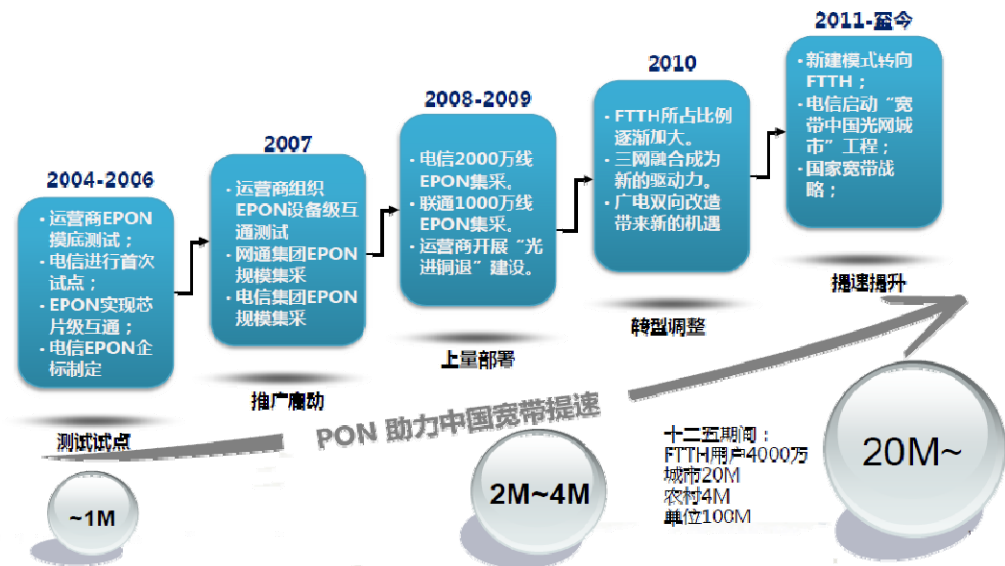 2004-2006
· 运营商EPON
摸底测试；
· 电信进行首次
试点；
· EPON实现芯
片级互通；
· 电信EPON企
标制定
测试试点
2007
· 运营商组织
EPON设备级互
通测试
· 网通集团EPON
规模集采
· 电信集团EPON
规模集采
推广启动
2008-2009
· 电信2000万线
EPON集采。
· 联通1000万线
EPON集采。
· 运营商开展“光
进铜退”建设。
上量部署
2010
· FTTH所占比例
逐渐加大。
· 三网融合成为
新的驱动力。
· 广电双向改造
带来新的机遇
转型调整
2011-至今
· 新建模式转向
FTTH；
· 电信启动“宽
带中国光网城
市”工程；
· 国家宽带战
略；
提速提升
PON 助力中国宽带提速
~1M
2M~4M
十二五期间：
FTTH用户4000万
城市20M
农村4M
单位100M
20M~